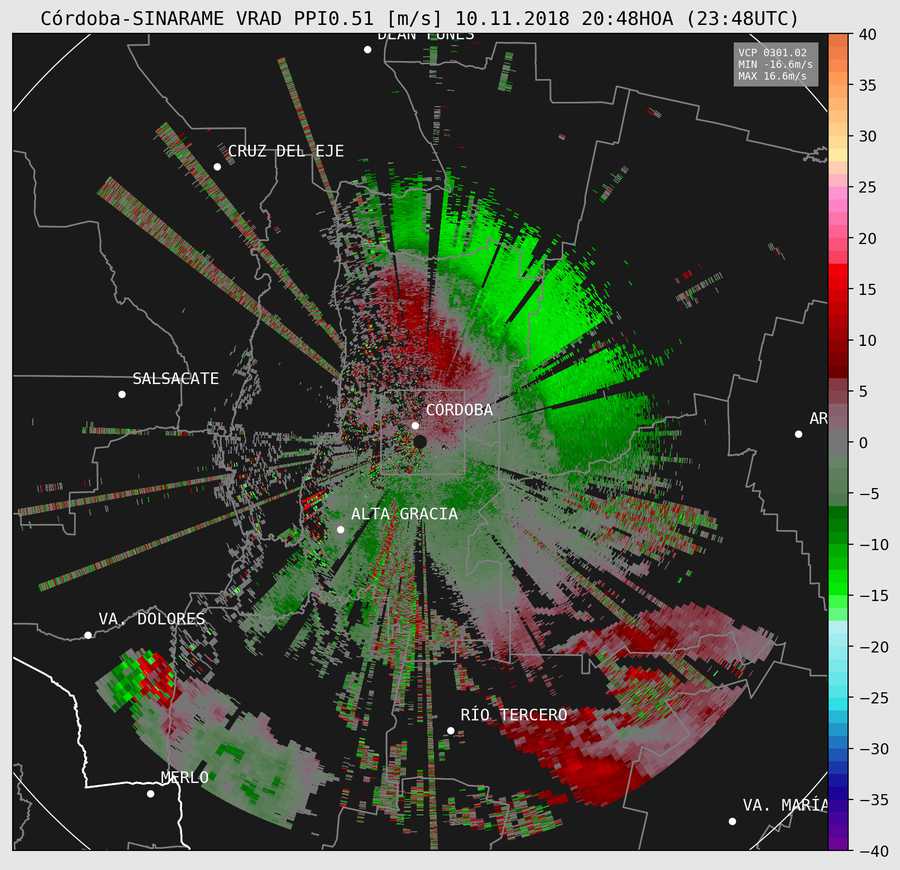 Córdoba-SINARAME VRAD PPI0.51 [m/s] 10.11.2018 20:48HOA (23:48UTC)
DEAN FUNES
VCP 0301.02
MIN -16.6m/s
MAX 16.6m/s
CRUZ DEL EJE
SALSACATE
CÓRDOBA
AR
ALTA GRACIA
VA. DOLORES
RÍO TERCERO
MERLO
VA. MARÍA
40
35
30
25
20
15
10
5
0
−5
−10
−15
−20
−25
−30
−35
−40